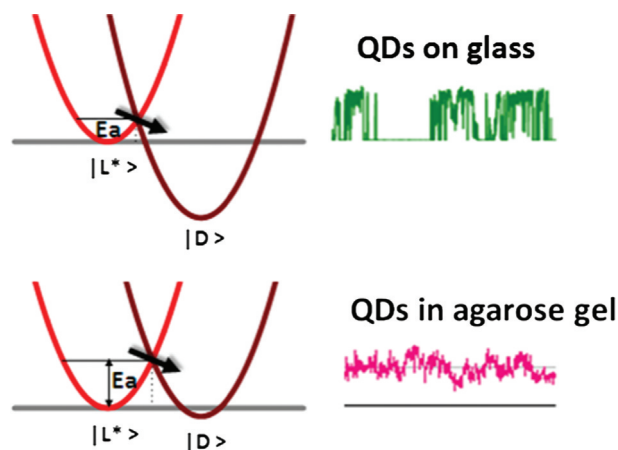 QDs on glass
Ea
|L* >
|D >
QDs in agarose gel
Ea
|L* >
|D >